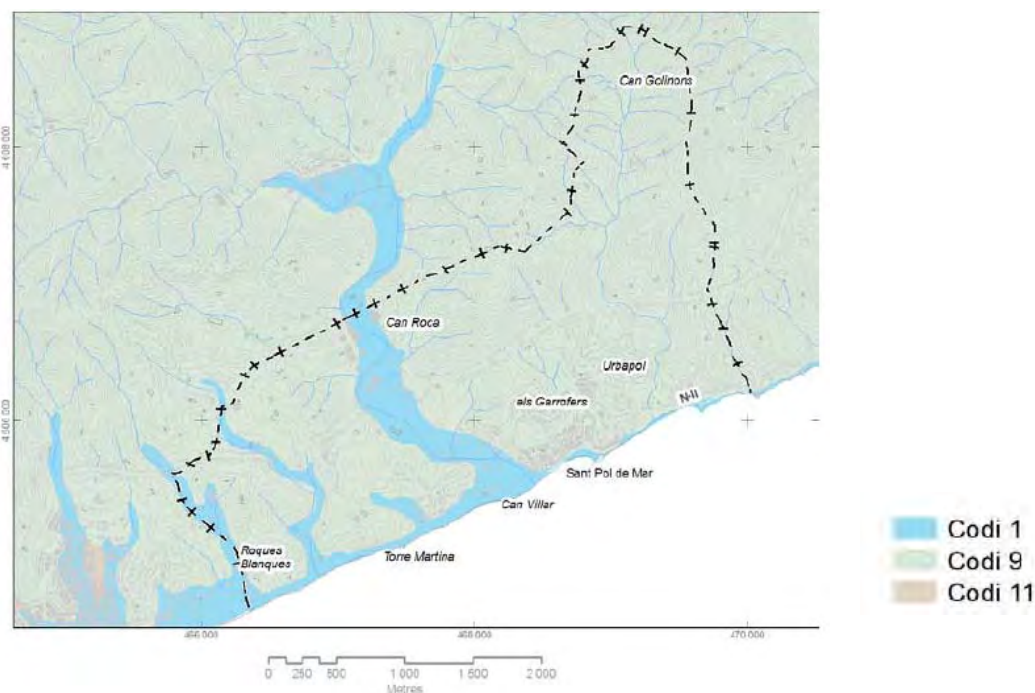 Can Golinons
4 608 000
Can Roca
Urbapol
N-II
els Garrofers
4 606 000
Sant Pol de Mar
Can Villar
Torre Martina
Roques
Blanques
Codi 1
Codi 9
Codi 11
466 000
468 000
470 000
0 250 500 1 000 1 500 2 000
Metres